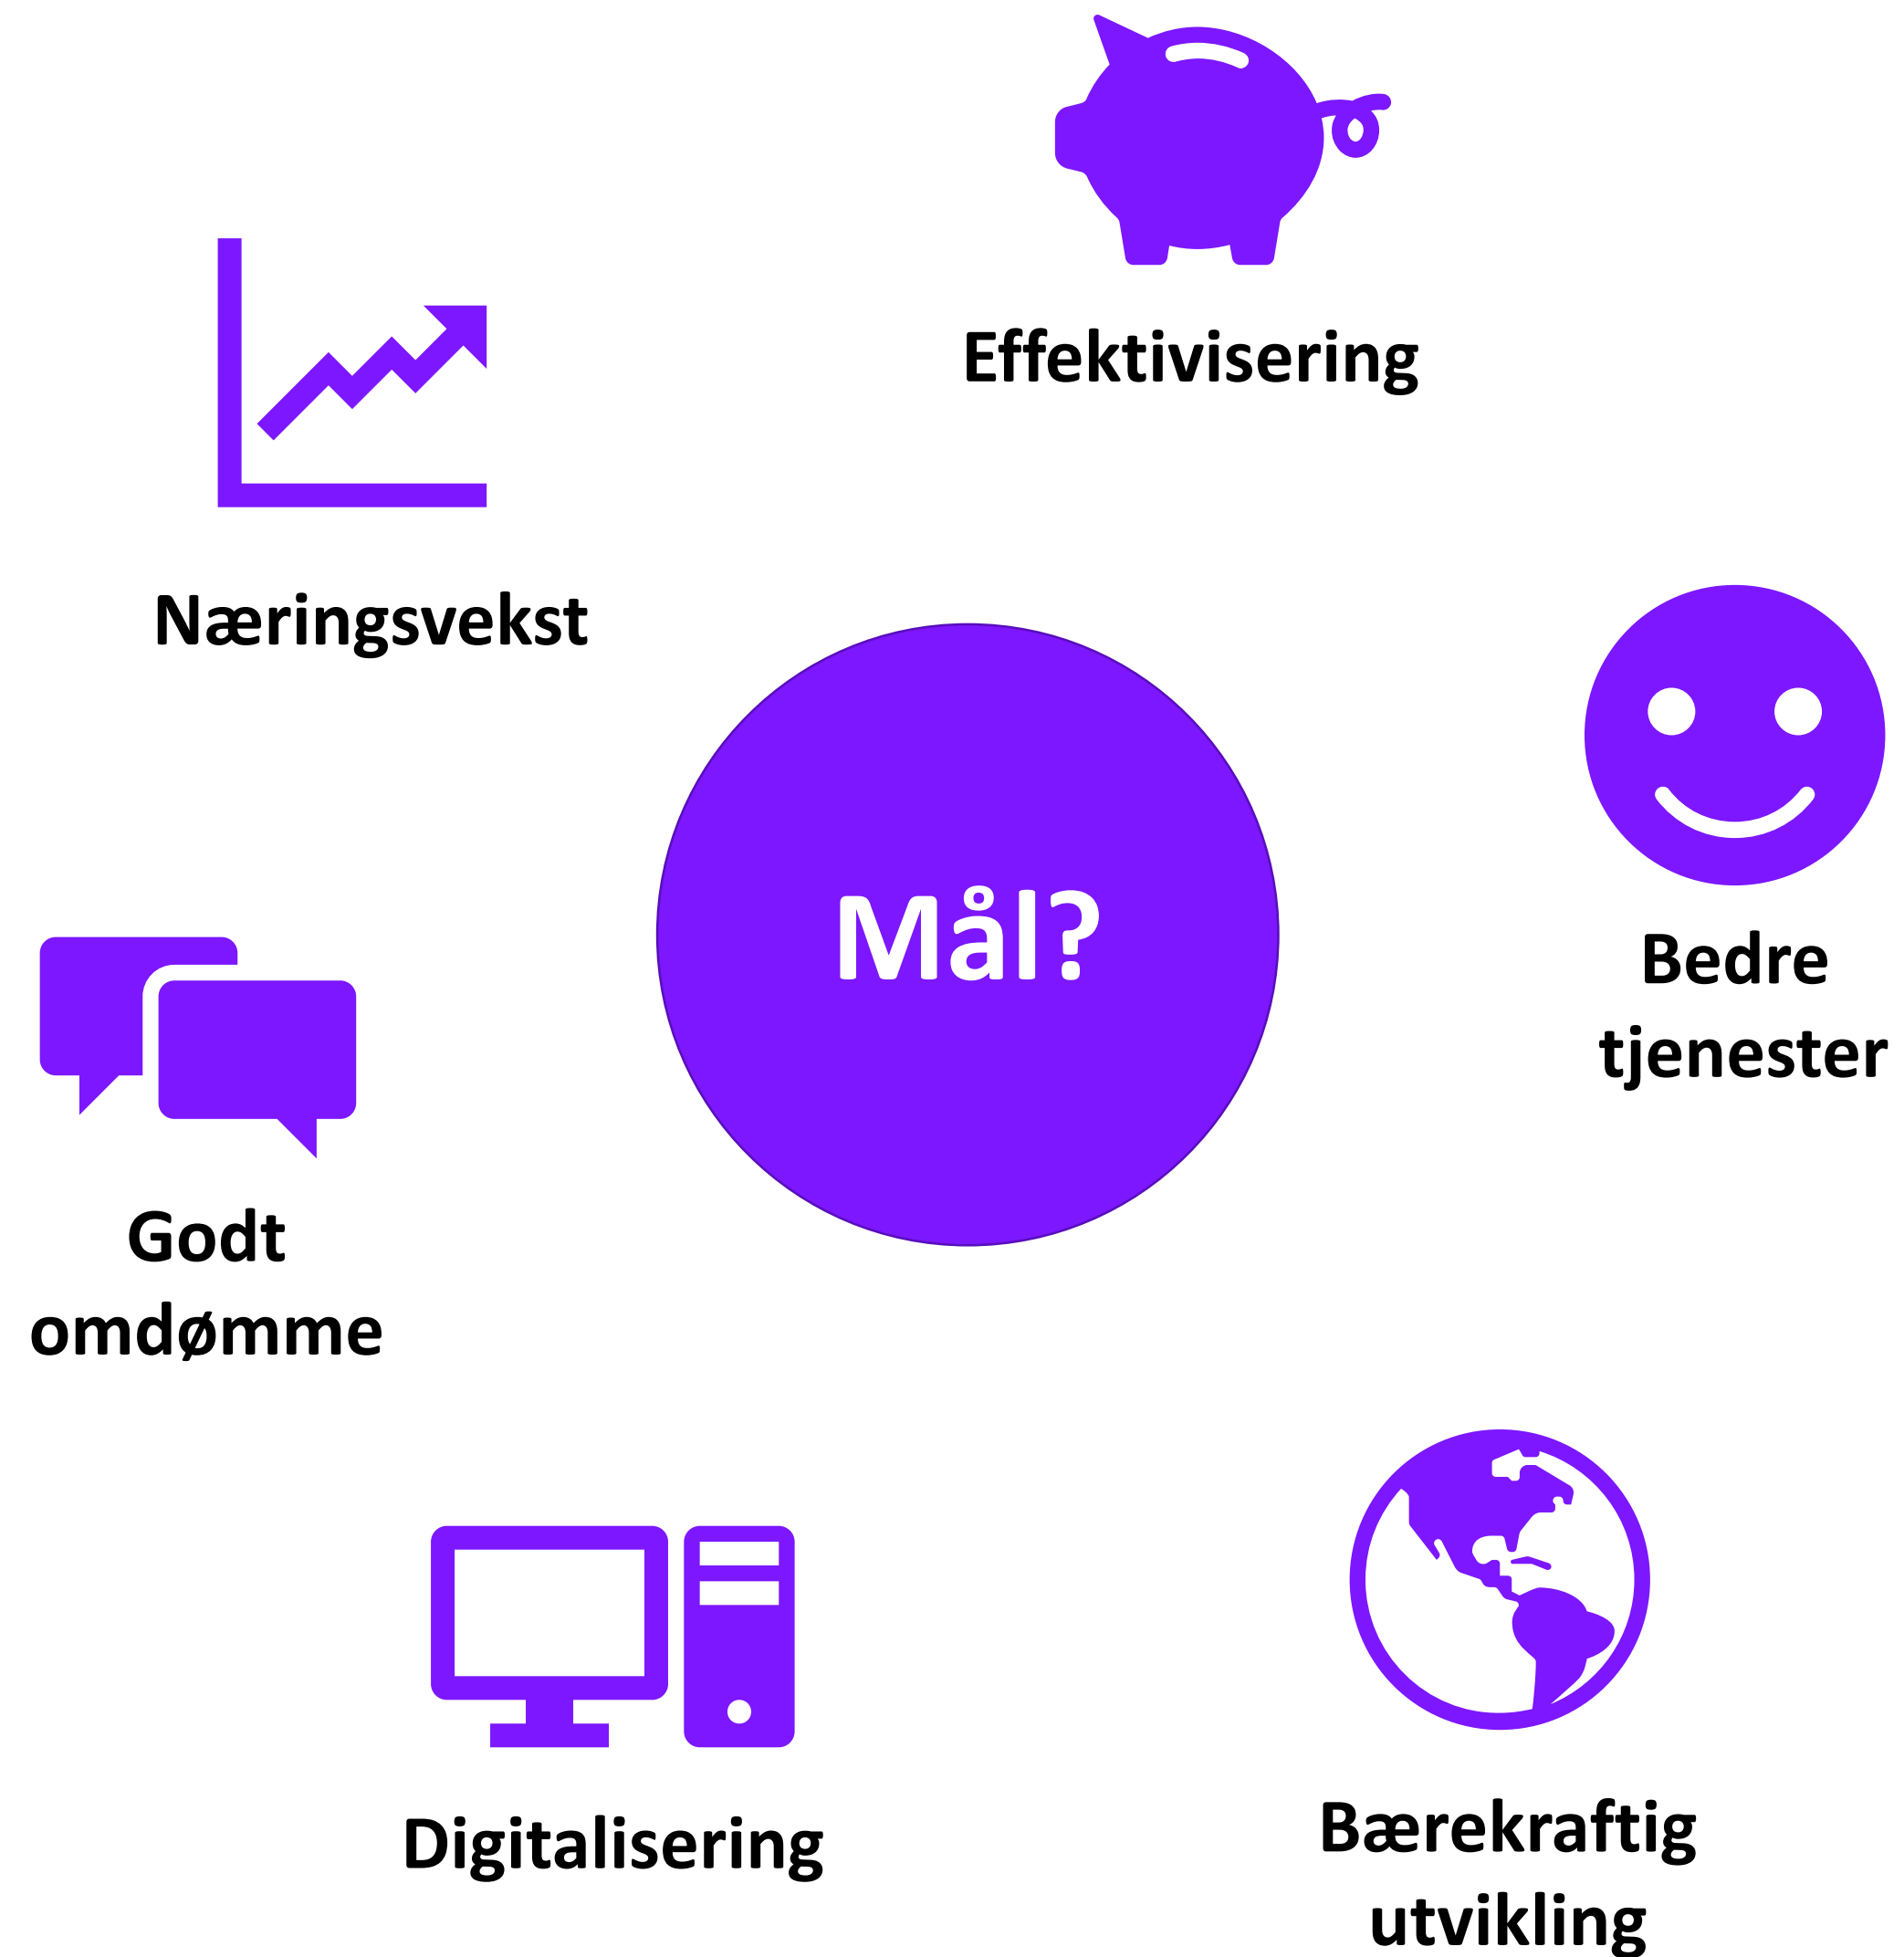 Effektivisering
Næringsvekst
Mål?
Bedre
tjenester
Godt
omdømme
Digitalisering
Bærekraftig
utvikling